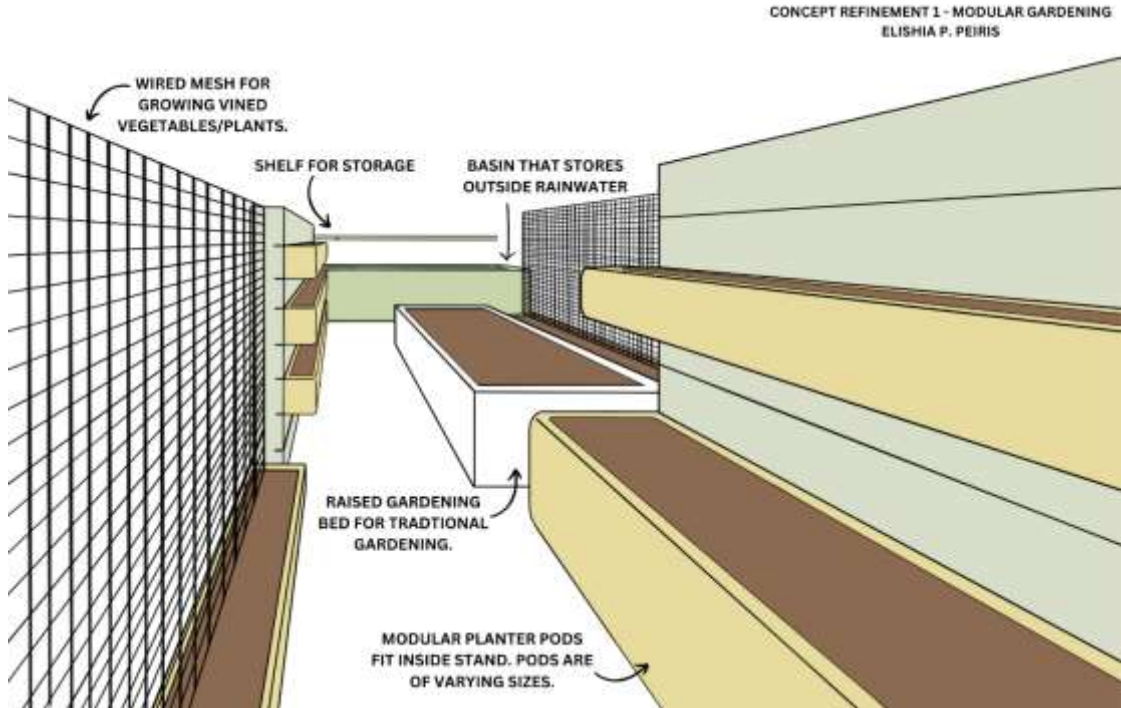 CONCEPT REFINEMENT 1 - MODULAR GARDENING
ELISHIA P. PEIRIS
WIRED MESH FOR
GROWING VINED
VEGETABLES/PLANTS.
SHELF FOR STORAGE
BASIN THAT STORES
OUTSIDE RAINWATER
RAISED GARDENING
BED FOR TRADTIONAL
GARDENING.
MODULAR PLANTER PODS
FIT INSIDE STAND. PODS ARE
OF VARYING SIZES.